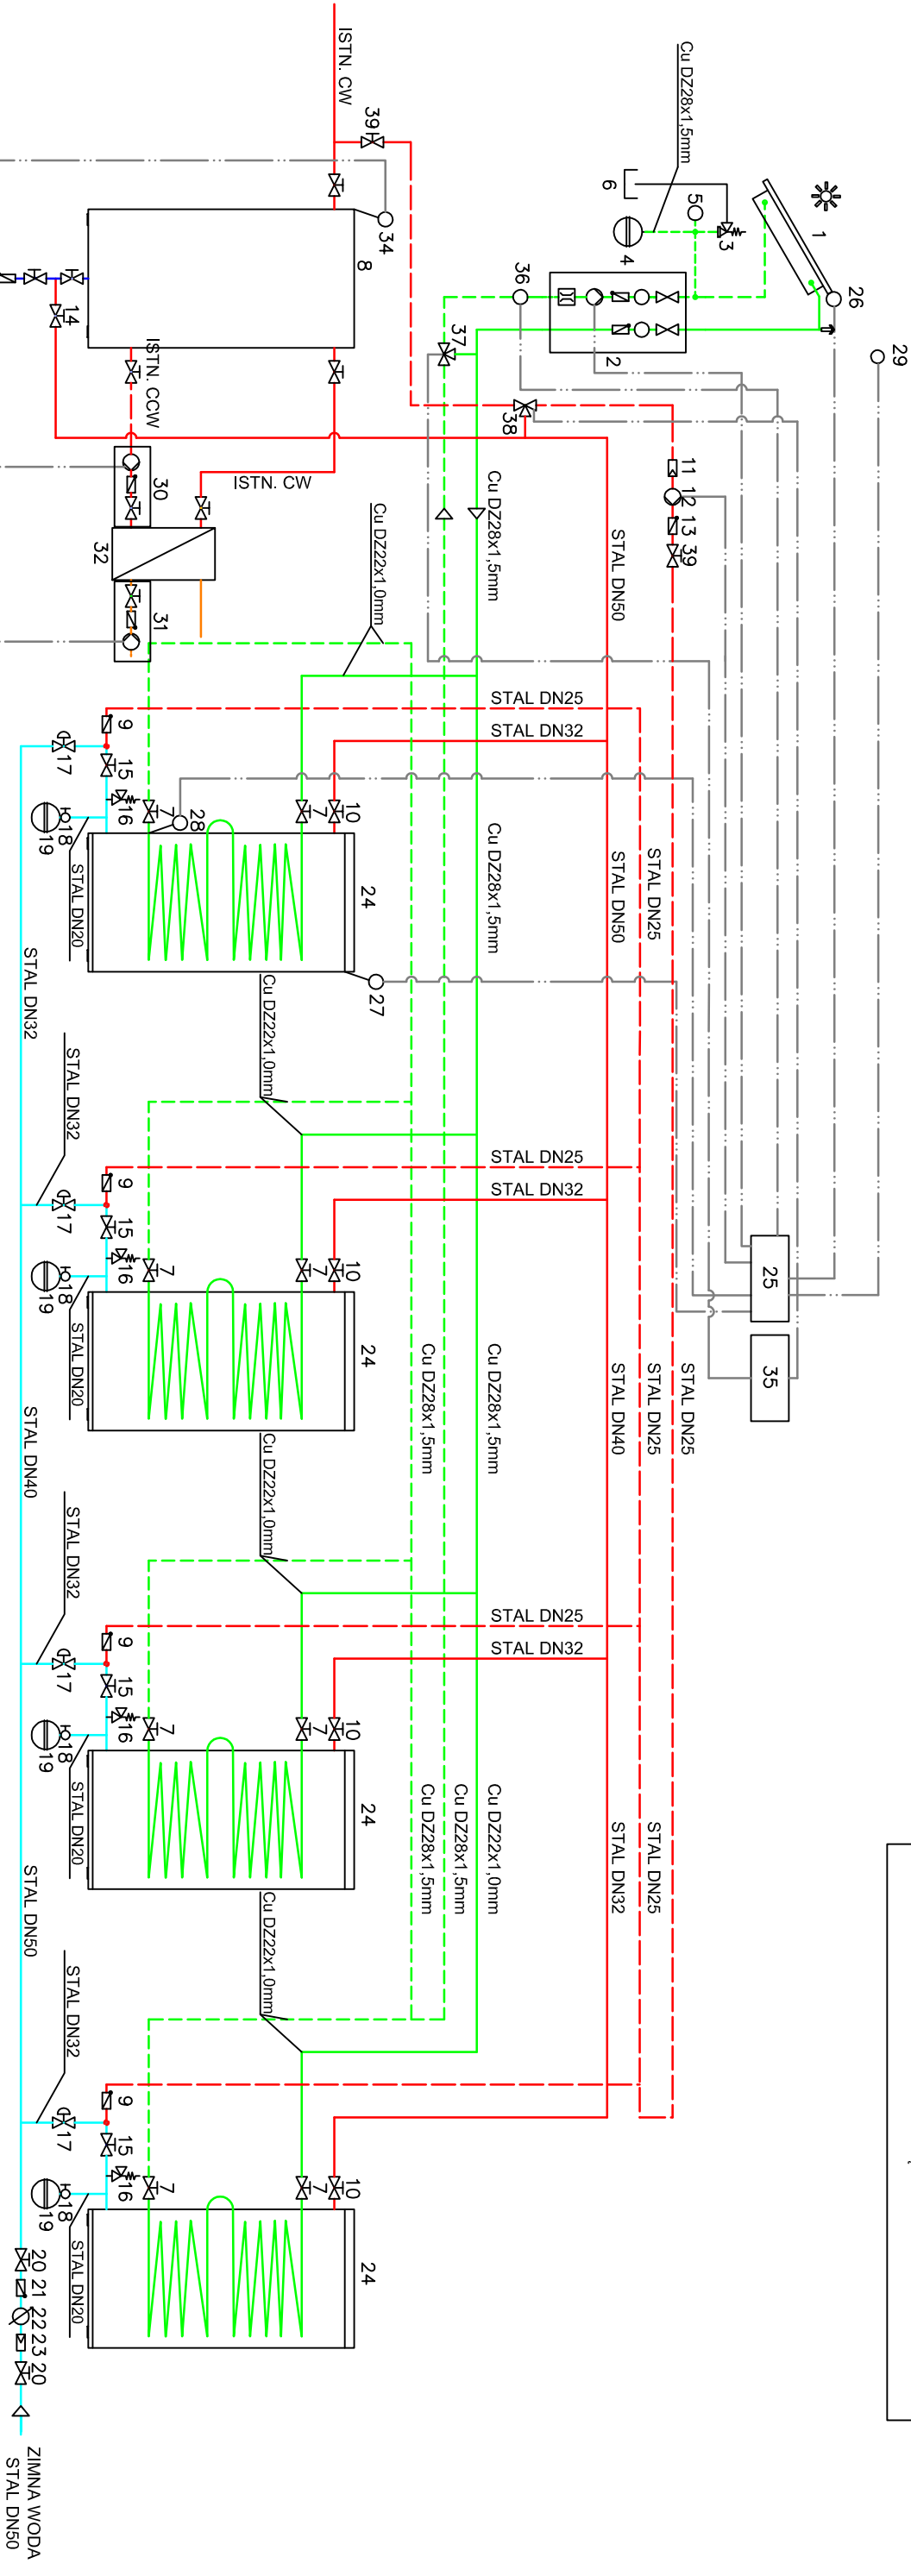 29
26
1
25
35
3
Cu DZ28x1,5mm
5
11 12 13 39
STAL DN25
STAL DN25
STAL DN25
STAL DN25
4
2
STAL DN50
STAL DN50
STAL DN40
STAL DN32
6
36
38
STAL DN25
STAL DN32
STAL DN25
STAL DN32
STAL DN25
STAL DN32
Cu DZ28x1,5mm
Cu DZ28x1,5mm
Cu DZ28x1,5mm
Cu DZ22x1,0mm
37
Cu DZ28x1,5mm
Cu DZ28x1,5mm
Cu DZ28x1,5mm
39
34
Cu DZ22x1,0mm
27
8
24
24
24
24
ISTN. CW
10
10
10
10
7
7
7
7
ISTN. CW
Cu DZ22x1,0mm
Cu DZ22x1,0mm
Cu DZ22x1,0mm
28
7
7
7
7
ISTN. CCW
30
31
32
9
15
16
9
15
16
9
15
16
9
15
16
14
STAL DN20
STAL DN32
STAL DN20
STAL DN32
STAL DN20
STAL DN32
STAL DN20
17
18
19
17
18
19
17
18
19
17
18
19
STAL DN32
STAL DN40
STAL DN50
20 21 22 23 20
ZIMNA WODA
STAL DN50